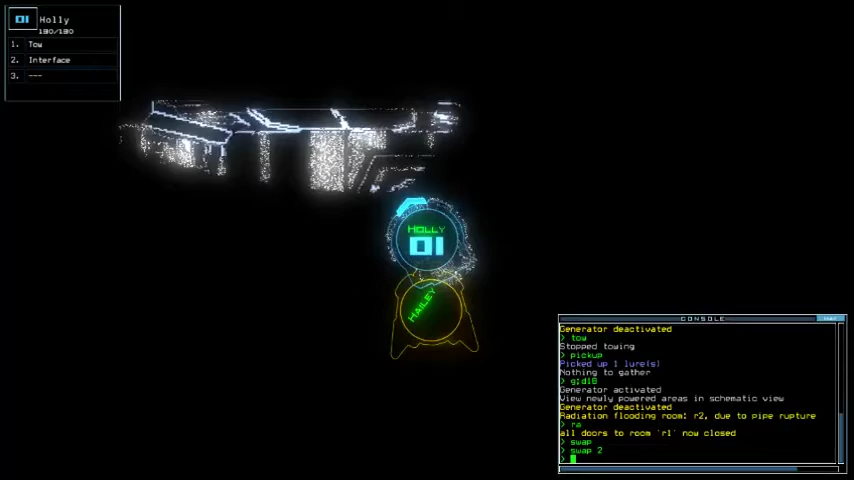 01 Holly
180/180
1. Tow
2. Interface
3. ---
HOLLY
01
HAILEY
CONSOLE
Generator deactivated
> tow
Stopped towing
> pickup
Picked up 1 lure(s)
Nothing to gather
> g;d18
Generator activated
View newly powered areas in schematic view
Generator deactivated
Radiation flooding room: r2, due to pipe rupture
> ra
all doors to room 'r1' now closed
> swap
> swap 2
>